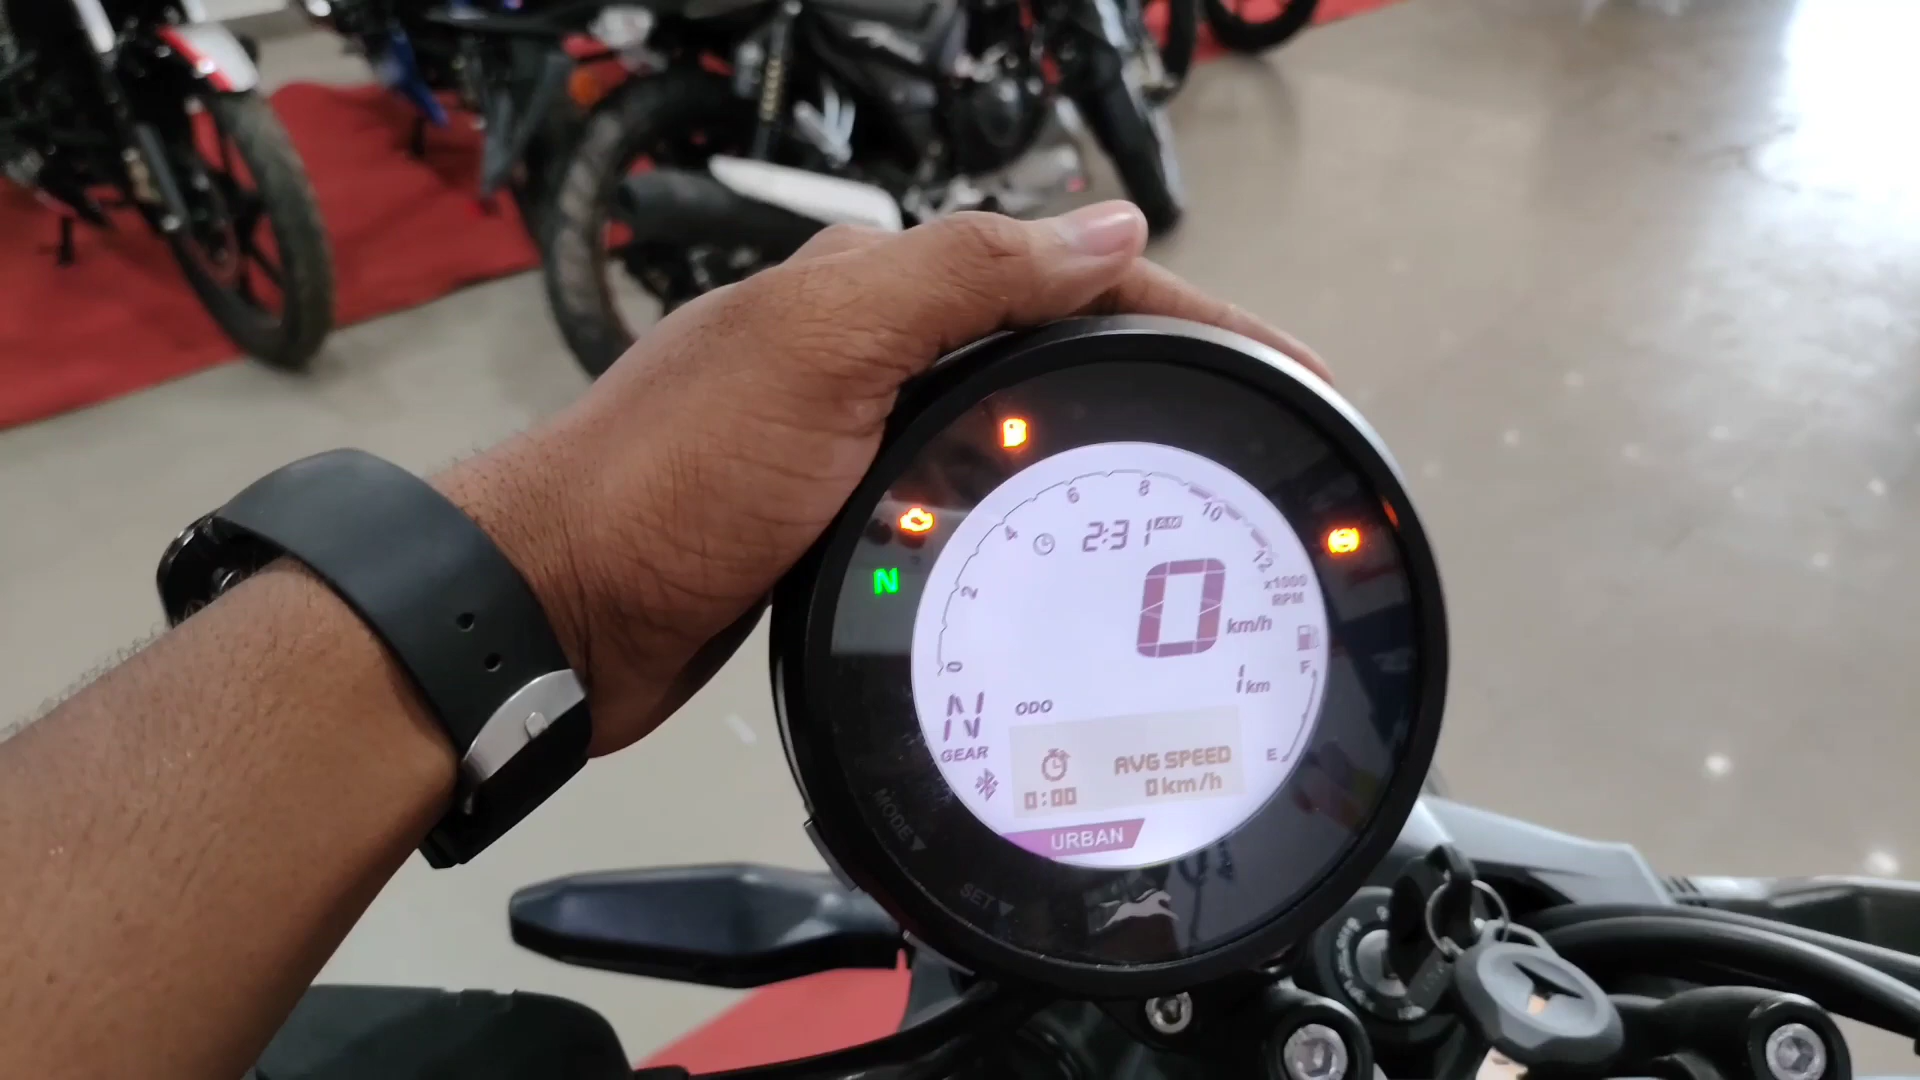 6 8
4 10
2:31 AM
12
2
x1000
RPM
0 km/h
N
0
F
1 km
N
ODO
GEAR
E
AVG SPEED
0:00 0 km/h
MODE▼
URBAN
SET▼